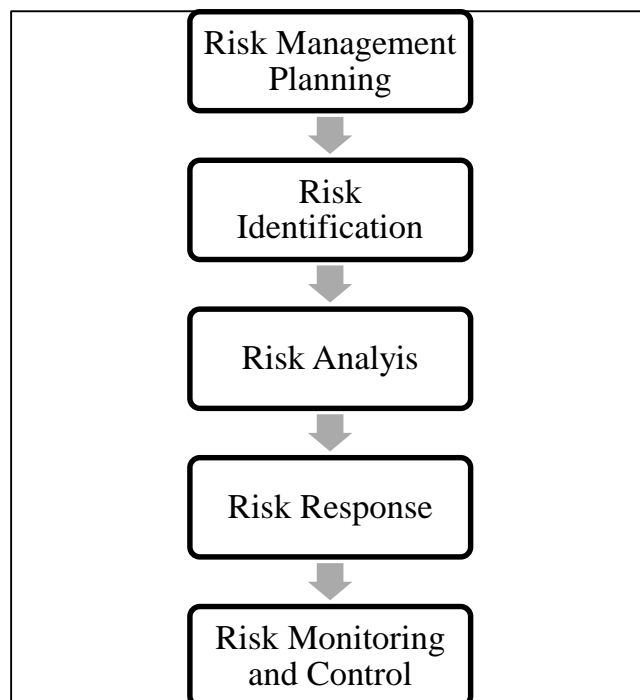 Risk Management
Planning
Risk
Identification
Risk Analyis
Risk Response
Risk Monitoring
and Control